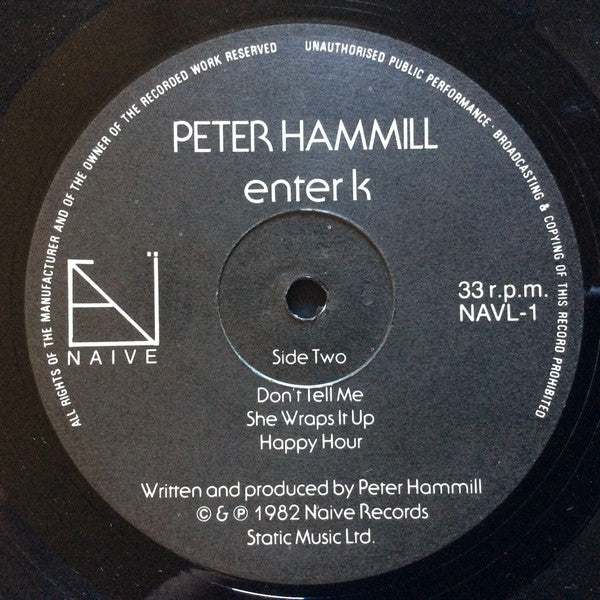 ALL RIGHTS OF THE MANUFACTURER AND OF THE OWNER OF THE RECORDED WORK RESERVED
UNAUTHORISED PUBLIC PERFORMANCE · BROADCASTING & COPYING OF THIS RECORD PROHIBITED
PETER HAMMILL
enter k
NAIVE
33 r.p.m.
NAVL-1
Side Two
Don't Tell Me
She Wraps It Up
Happy Hour
Written and produced by Peter Hammill
© & ℗ 1982 Naive Records
Static Music Ltd.